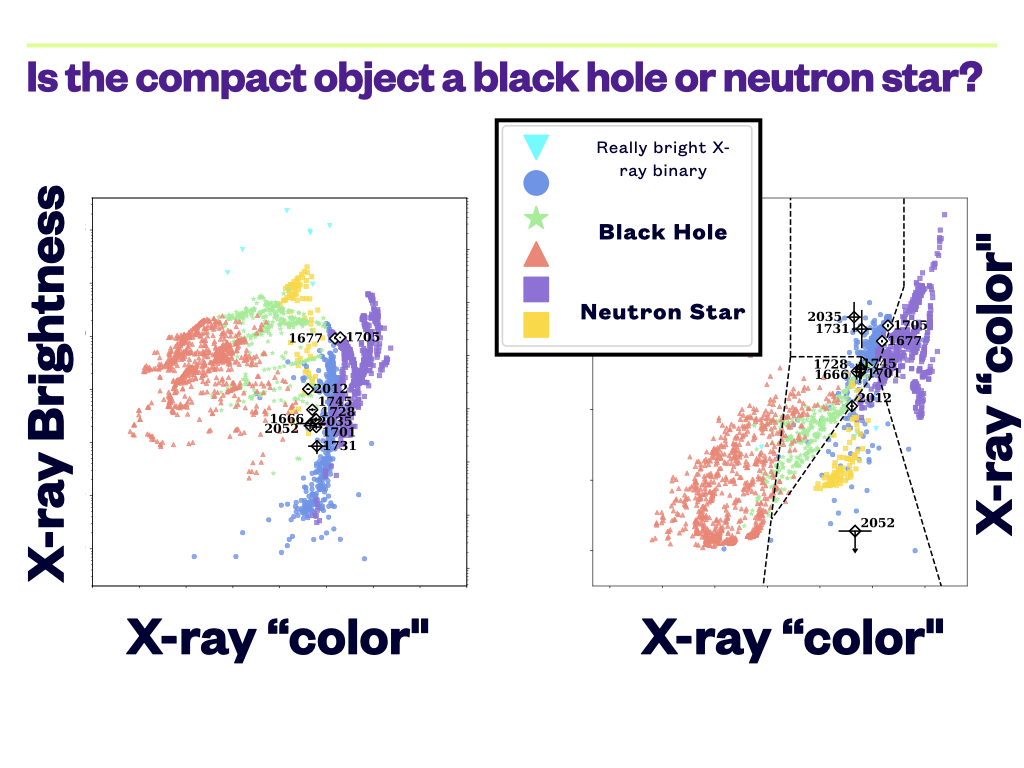 Is the compact object a black hole or neutron star?
Really bright X-
ray binary
Black Hole
Neutron Star
X-ray Brightness
1677
1705
2012
1745
1728
1666
2035
2052
1701
1731
X-ray “color"
2035
1731
1705
1677
1728
1745
1666
1701
2012
2052
X-ray “color"
X-ray “color"